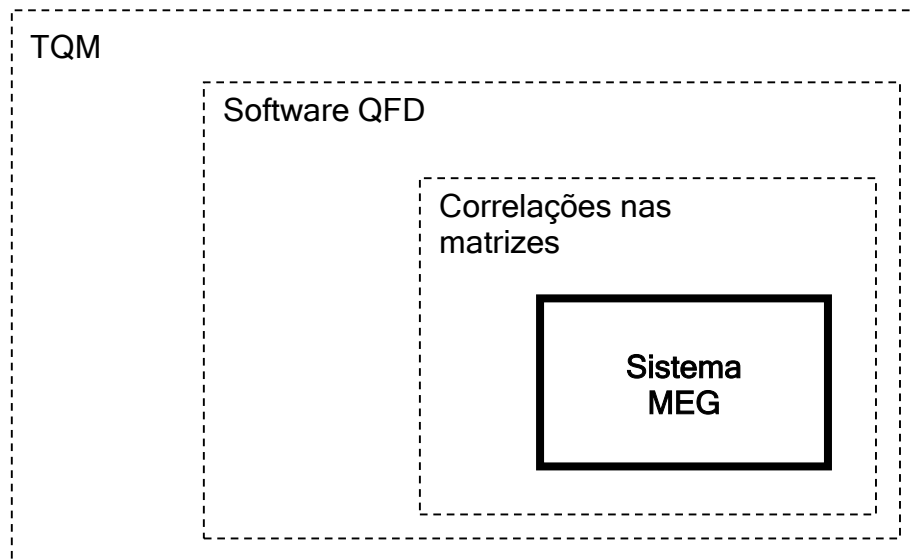 TQM
Software QFD
Correlações nas
matrizes
Sistema
MEG